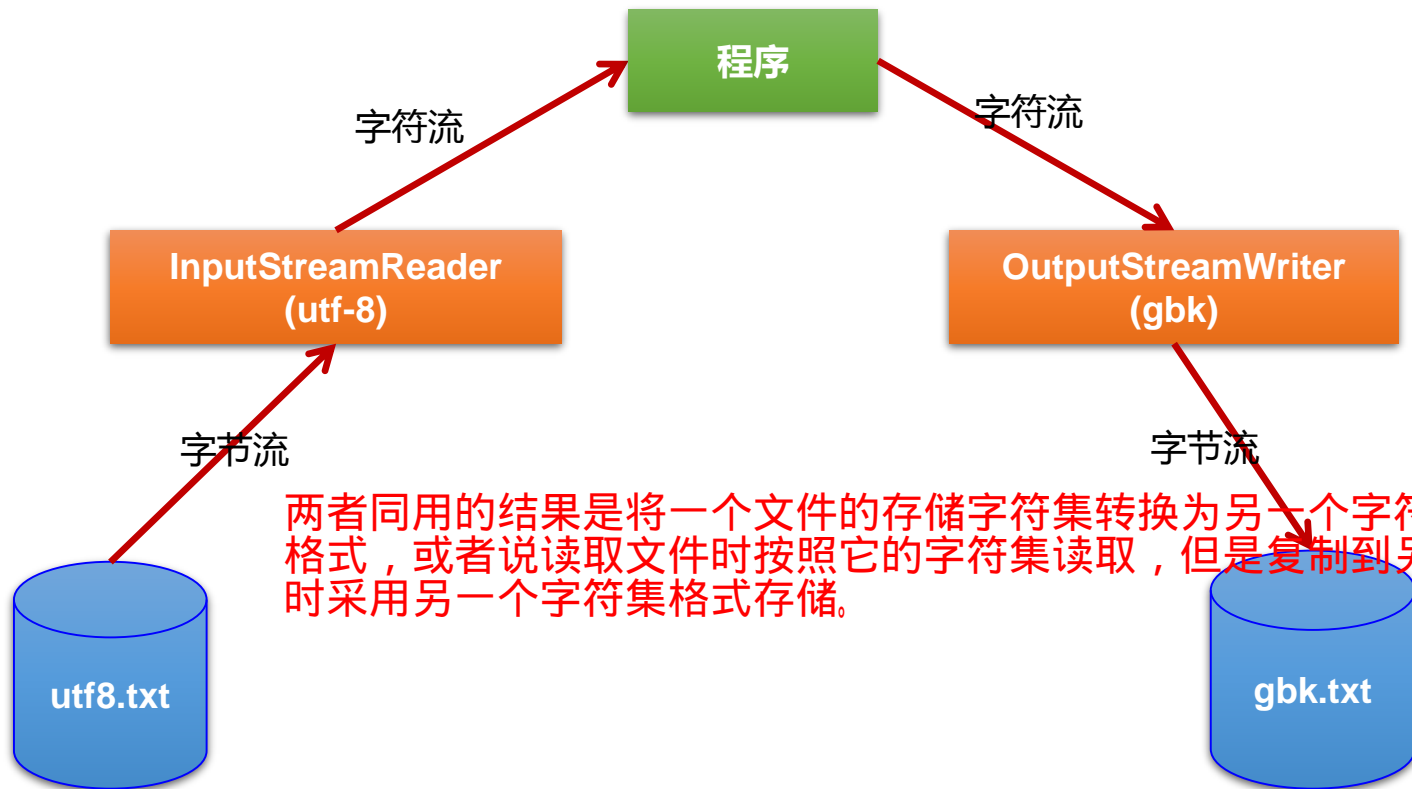 程序
字符流
字符流
InputStreamReader
(utf-8)
OutputStreamWriter
(gbk)
字节流
字节流
两者同用的结果是将一个文件的存储字符集转换为另一个字符
格式，或者说读取文件时按照它的字符集读取，但是复制到另
时采用另一个字符集格式存储。
utf8.txt
gbk.txt